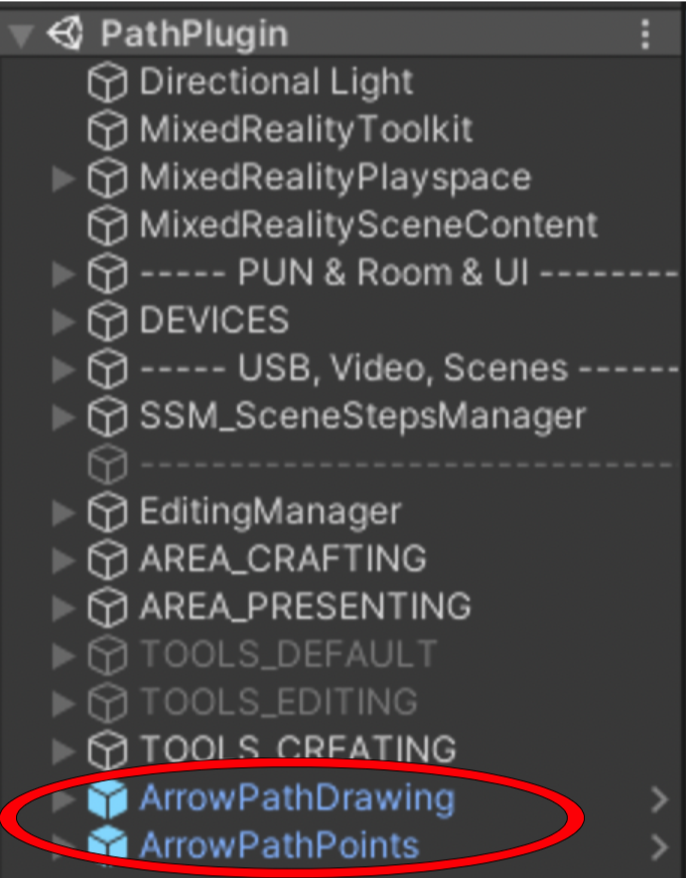 PathPlugin
Directional Light
MixedRealityToolkit
MixedRealityPlayspace
MixedRealitySceneContent
----- PUN & Room & UI --------
DEVICES
----- USB, Video, Scenes ------
SSM_SceneStepsManager
--------------------------------
EditingManager
AREA_CRAFTING
AREA_PRESENTING
TOOLS_DEFAULT
TOOLS_EDITING
TOOLS_CREATING
ArrowPathDrawing
ArrowPathPoints